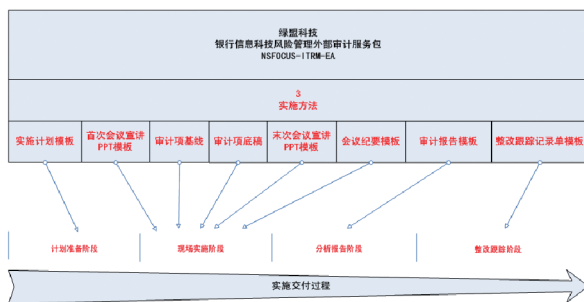 绿盟科技
银行信息科技风险管理外部审计服务包
NSFOCUS-ITRM-EA
3
实施方法
实施计划模板
首次会议宣讲
PPT模板
审计项基线
审计项底稿
末次会议宣讲
PPT模板
会议纪要模板
审计报告模板
整改跟踪记录单模板
计划准备阶段
现场实施阶段
分析报告阶段
整改跟踪阶段
实施交付过程